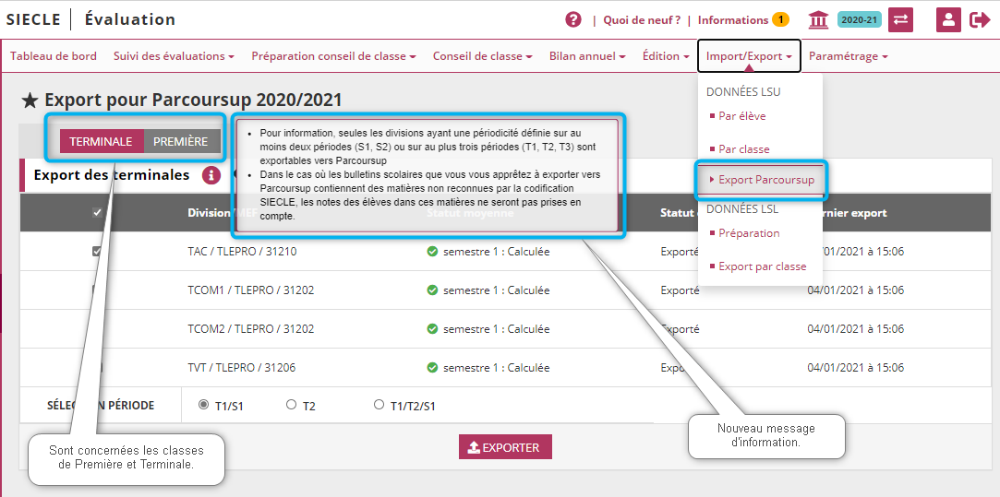 SIECLE | Évaluation
? | Quoi de neuf ? | Informations 1 2020-21
Tableau de bord Suivi des évaluations Préparation conseil de classe Conseil de classe Bilan annuel Édition Import/Export Paramétrage
★ Export pour Parcoursup 2020/2021
DONNÉES LSU
Par élève
Par classe
Export Parcoursup
DONNÉES LSL
Préparation
Export par classe
TERMINALE PREMIÈRE
• Pour information, seules les divisions ayant une périodicité définie sur au
moins deux périodes (S1, S2) ou sur au plus trois périodes (T1, T2, T3) sont
exportables vers Parcoursup
• Dans le cas où les bulletins scolaires que vous vous apprêtez à exporter vers
Parcoursup contiennent des matières non reconnues par la codification
SIECLE, les notes des élèves dans ces matières ne seront pas prises en
compte.
Export des terminales i
Division/MEF Statut moyenne Statut export
TAC / TLEPRO / 31210 semestre 1 : Calculée Exporté /01/2021 à 15:06
TCOM1 / TLEPRO / 31202 semestre 1 : Calculée Exporté 04/01/2021 à 15:06
TCOM2 / TLEPRO / 31202 semestre 1 : Calculée 04/01/2021 à 15:06
TVT / TLEPRO / 31206 semestre 1 : Calculée 04/01/2021 à 15:06
PÉRIODE T1/S1 T2 T1/T2/S1
EXPORTER
Sont concernées les classes
de Première et Terminale.
Nouveau message
d'information.